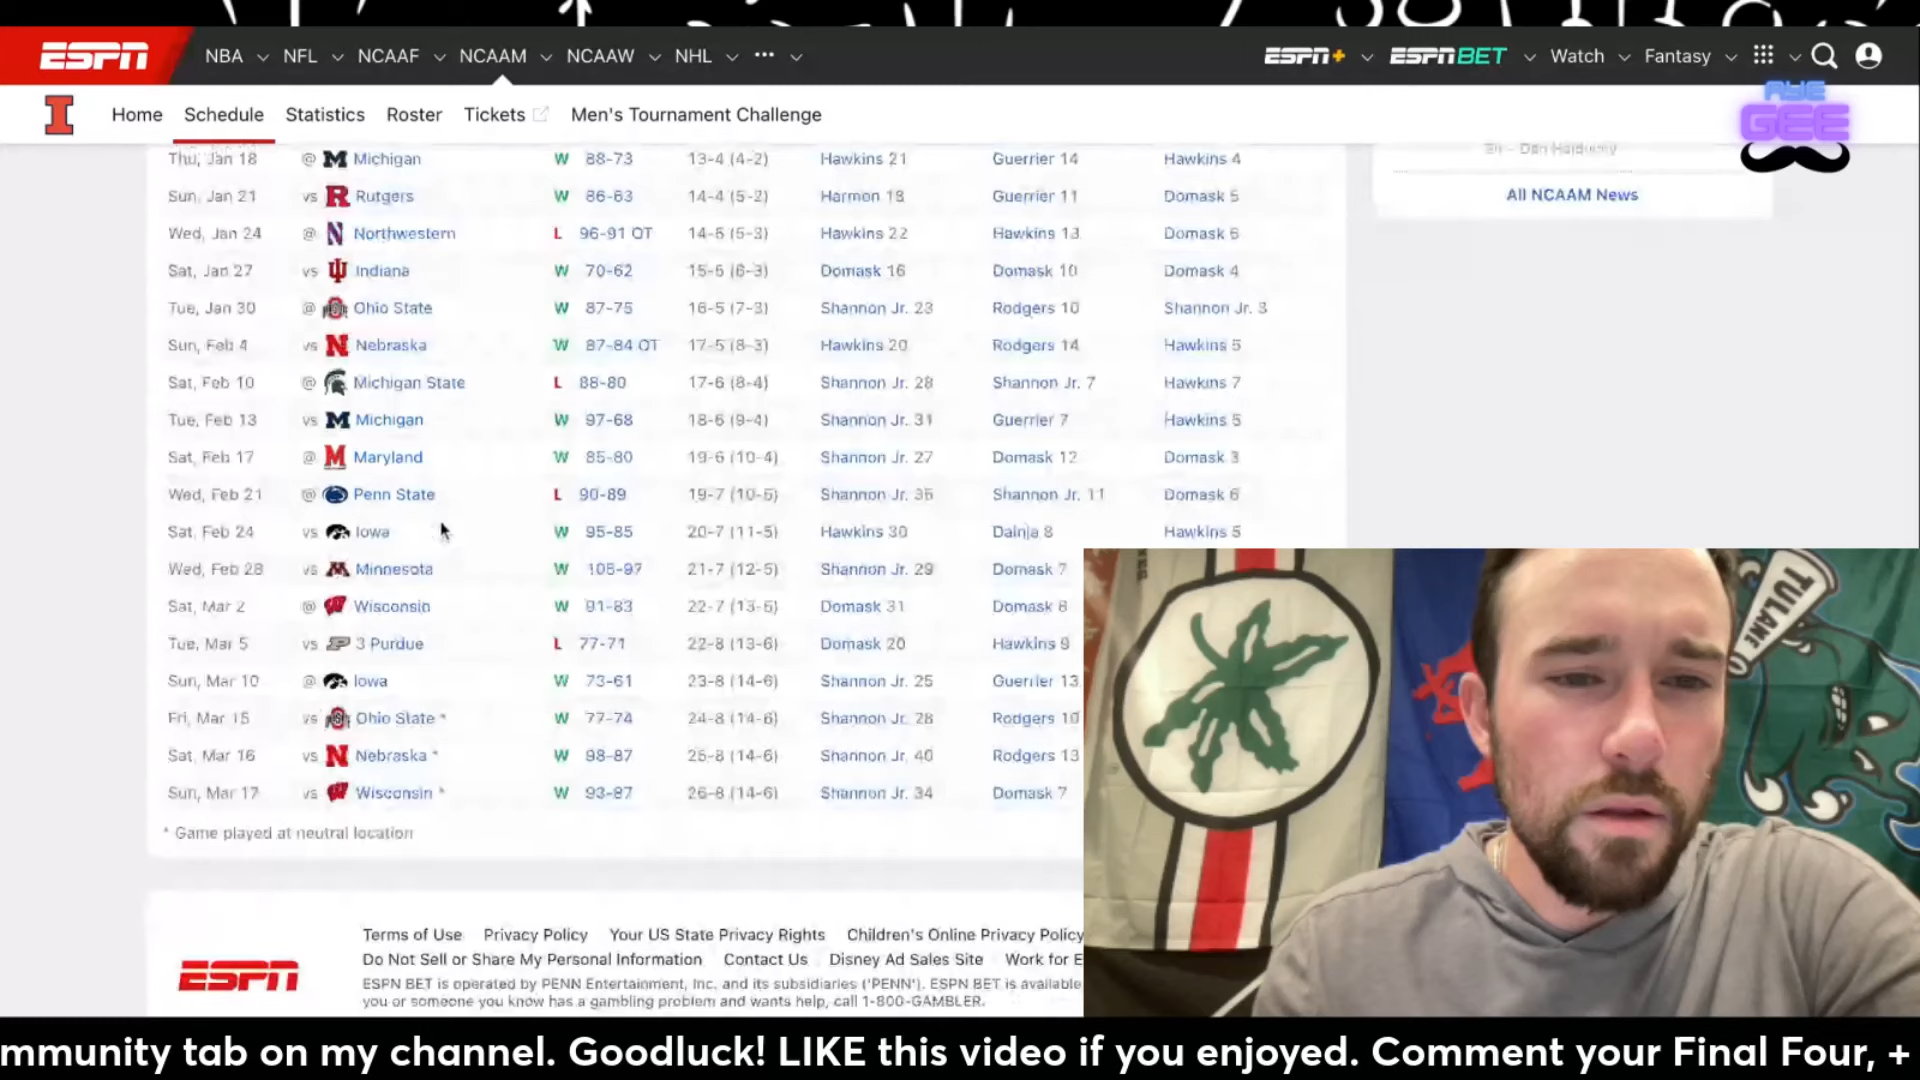 ESPN NBA NFL NCAAF NCAAM NCAAW NHL ••• ESPN+ ESPN BET Watch Fantasy
I Home Schedule Statistics Roster Tickets Men's Tournament Challenge
AYE
GEE
Thu, Jan 18 @ M Michigan W 88-73 13-4 (4-2) Hawkins 21 Guerrier 14 Hawkins 4
All NCAAM News
Sun, Jan 21 vs R Rutgers W 86-63 14-4 (5-2) Harmon 18 Guerrier 11 Domask 5
Wed, Jan 24 @ N Northwestern L 96-91 OT 14-5 (5-3) Hawkins 22 Hawkins 13 Domask 6
Sat, Jan 27 vs Indiana W 70-62 15-5 (6-3) Domask 16 Domask 10 Domask 4
Tue, Jan 30 @ Ohio State W 87-75 16-5 (7-3) Shannon Jr. 23 Rodgers 10 Shannon Jr. 3
Sun, Feb 4 vs N Nebraska W 87-84 OT 17-5 (8-3) Hawkins 20 Rodgers 14 Hawkins 5
Sat, Feb 10 @ Michigan State L 88-80 17-6 (8-4) Shannon Jr. 28 Shannon Jr. 7 Hawkins 7
Tue, Feb 13 vs M Michigan W 97-68 18-6 (9-4) Shannon Jr. 31 Guerrier 7 Hawkins 5
Sat, Feb 17 @ M Maryland W 85-80 19-6 (10-4) Shannon Jr. 27 Domask 12 Domask 3
Wed, Feb 21 @ Penn State L 90-89 19-7 (10-5) Shannon Jr. 35 Shannon Jr. 11 Domask 6
Sat, Feb 24 vs Iowa W 95-85 20-7 (11-5) Hawkins 30 Dainja 8 Hawkins 5
Wed, Feb 28 vs M Minnesota W 105-97 21-7 (12-5) Shannon Jr. 29 Domask 7
Sat, Mar 2 @ W Wisconsin W 91-83 22-7 (13-5) Domask 31 Domask 8
Tue, Mar 5 vs P 3 Purdue L 77-71 22-8 (13-6) Domask 20 Hawkins 9
Sun, Mar 10 @ Iowa W 73-61 23-8 (14-6) Shannon Jr. 25 Guerrier 13
Fri, Mar 15 vs Ohio State * W 77-74 24-8 (14-6) Shannon Jr. 28 Rodgers 10
Sat, Mar 16 vs N Nebraska * W 98-87 25-8 (14-6) Shannon Jr. 40 Rodgers 13
Sun, Mar 17 vs W Wisconsin * W 93-87 26-8 (14-6) Shannon Jr. 34 Domask 7
* Game played at neutral location
TULANE
Terms of Use Privacy Policy Your US State Privacy Rights Children's Online Privacy Policy
Do Not Sell or Share My Personal Information Contact Us Disney Ad Sales Site Work for E
ESPN
ESPN BET is operated by PENN Entertainment, Inc. and its subsidiaries ('PENN'). ESPN BET is available
you or someone you know has a gambling problem and wants help, call 1-800-GAMBLER.
mmunity tab on my channel. Goodluck! LIKE this video if you enjoyed. Comment your Final Four, +